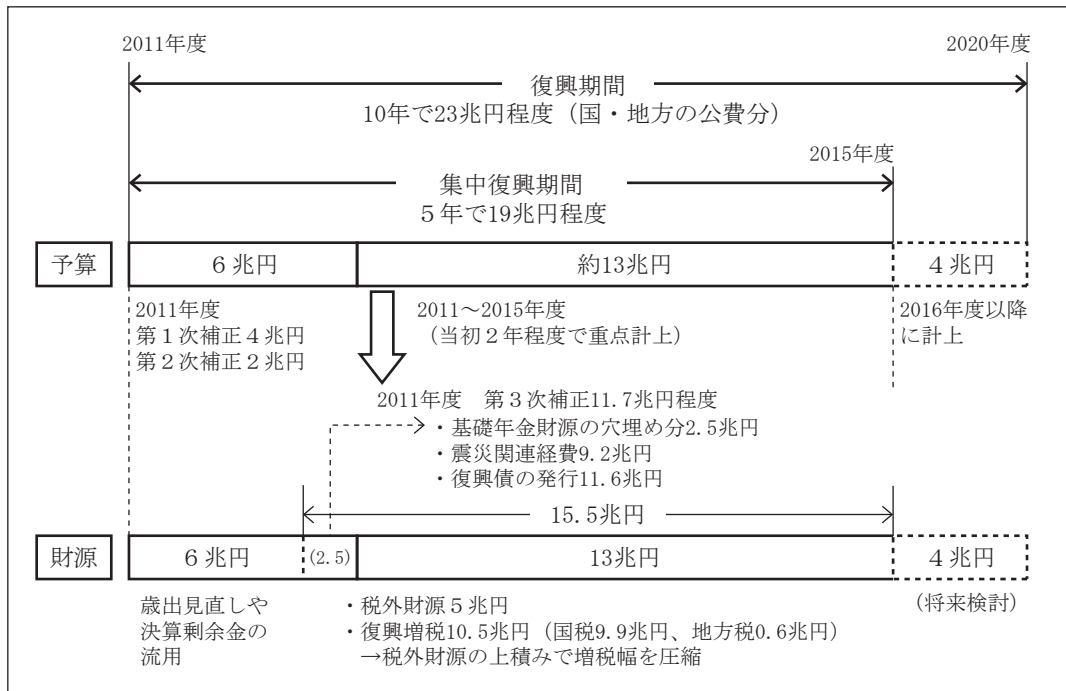 2011年度
2020年度
復興期間
10年で23兆円程度（国・地方の公費分）
2015年度
集中復興期間
５年で19兆円程度
予算
６兆円
約13兆円
４兆円
2011年度
第１次補正４兆円
第２次補正２兆円
2011～2015年度
（当初２年程度で重点計上）
2016年度以降
に計上
2011年度　第３次補正11.7兆円程度
・基礎年金財源の穴埋め分2.5兆円
・震災関連経費9.2兆円
・復興債の発行11.6兆円
15.5兆円
財源
６兆円
(2.5)
13兆円
４兆円
歳出見直しや
決算剰余金の
流用
・税外財源５兆円
・復興増税10.5兆円（国税9.9兆円、地方税0.6兆円）
→税外財源の上積みで増税幅を圧縮
（将来検討）